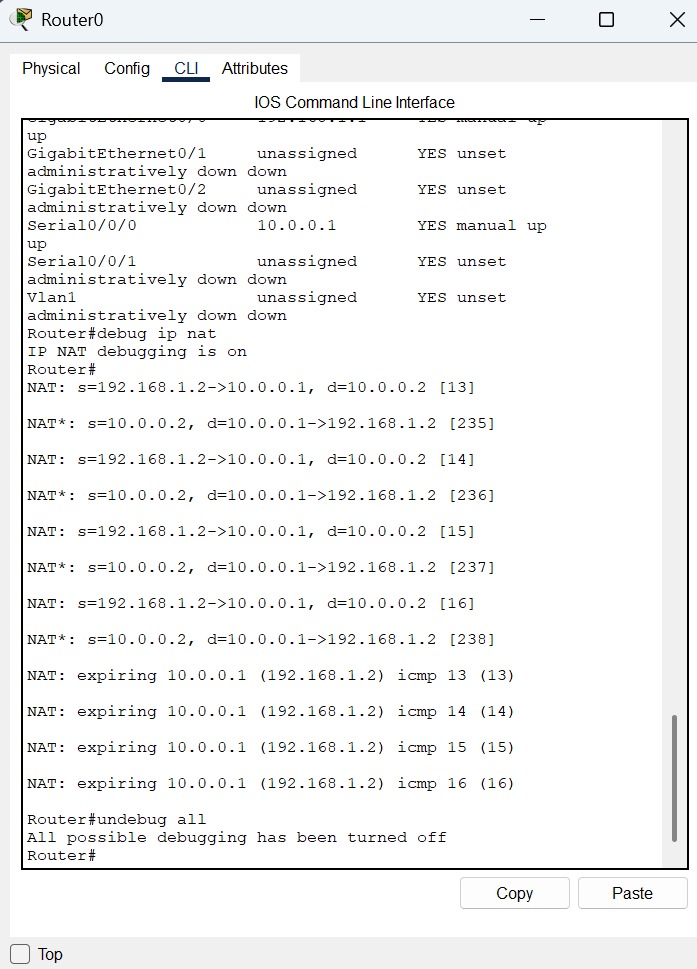 Router0
Physical Config CLI Attributes
IOS Command Line Interface
up
GigabitEthernet0/1 unassigned YES unset
administratively down down
GigabitEthernet0/2 unassigned YES unset
administratively down down
Serial0/0/0 10.0.0.1 YES manual up
up
Serial0/0/1 unassigned YES unset
administratively down down
Vlan1 unassigned YES unset
administratively down down
Router#debug ip nat
IP NAT debugging is on
Router#
NAT: s=192.168.1.2->10.0.0.1, d=10.0.0.2 [13]
NAT*: s=10.0.0.2, d=10.0.0.1->192.168.1.2 [235]
NAT: s=192.168.1.2->10.0.0.1, d=10.0.0.2 [14]
NAT*: s=10.0.0.2, d=10.0.0.1->192.168.1.2 [236]
NAT: s=192.168.1.2->10.0.0.1, d=10.0.0.2 [15]
NAT*: s=10.0.0.2, d=10.0.0.1->192.168.1.2 [237]
NAT: s=192.168.1.2->10.0.0.1, d=10.0.0.2 [16]
NAT*: s=10.0.0.2, d=10.0.0.1->192.168.1.2 [238]
NAT: expiring 10.0.0.1 (192.168.1.2) icmp 13 (13)
NAT: expiring 10.0.0.1 (192.168.1.2) icmp 14 (14)
NAT: expiring 10.0.0.1 (192.168.1.2) icmp 15 (15)
NAT: expiring 10.0.0.1 (192.168.1.2) icmp 16 (16)
Router#undebug all
All possible debugging has been turned off
Router#
Copy Paste
Top